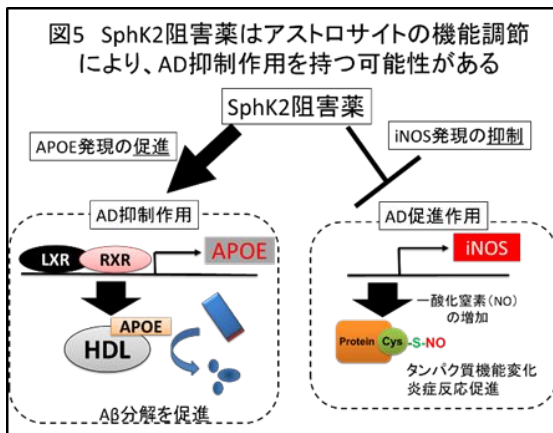 図5 SphK2阻害薬はアストロサイトの機能調節
により、AD抑制作用を持つ可能性がある
SphK2阻害薬
APOE発現の促進
iNOS発現の抑制
AD抑制作用
LXR
RXR
APOE
APOE
HDL
Aβ分解を促進
AD促進作用
iNOS
一酸化窒素(NO)
の増加
Protein Cys -S-NO
タンパク質機能変化
炎症反応促進